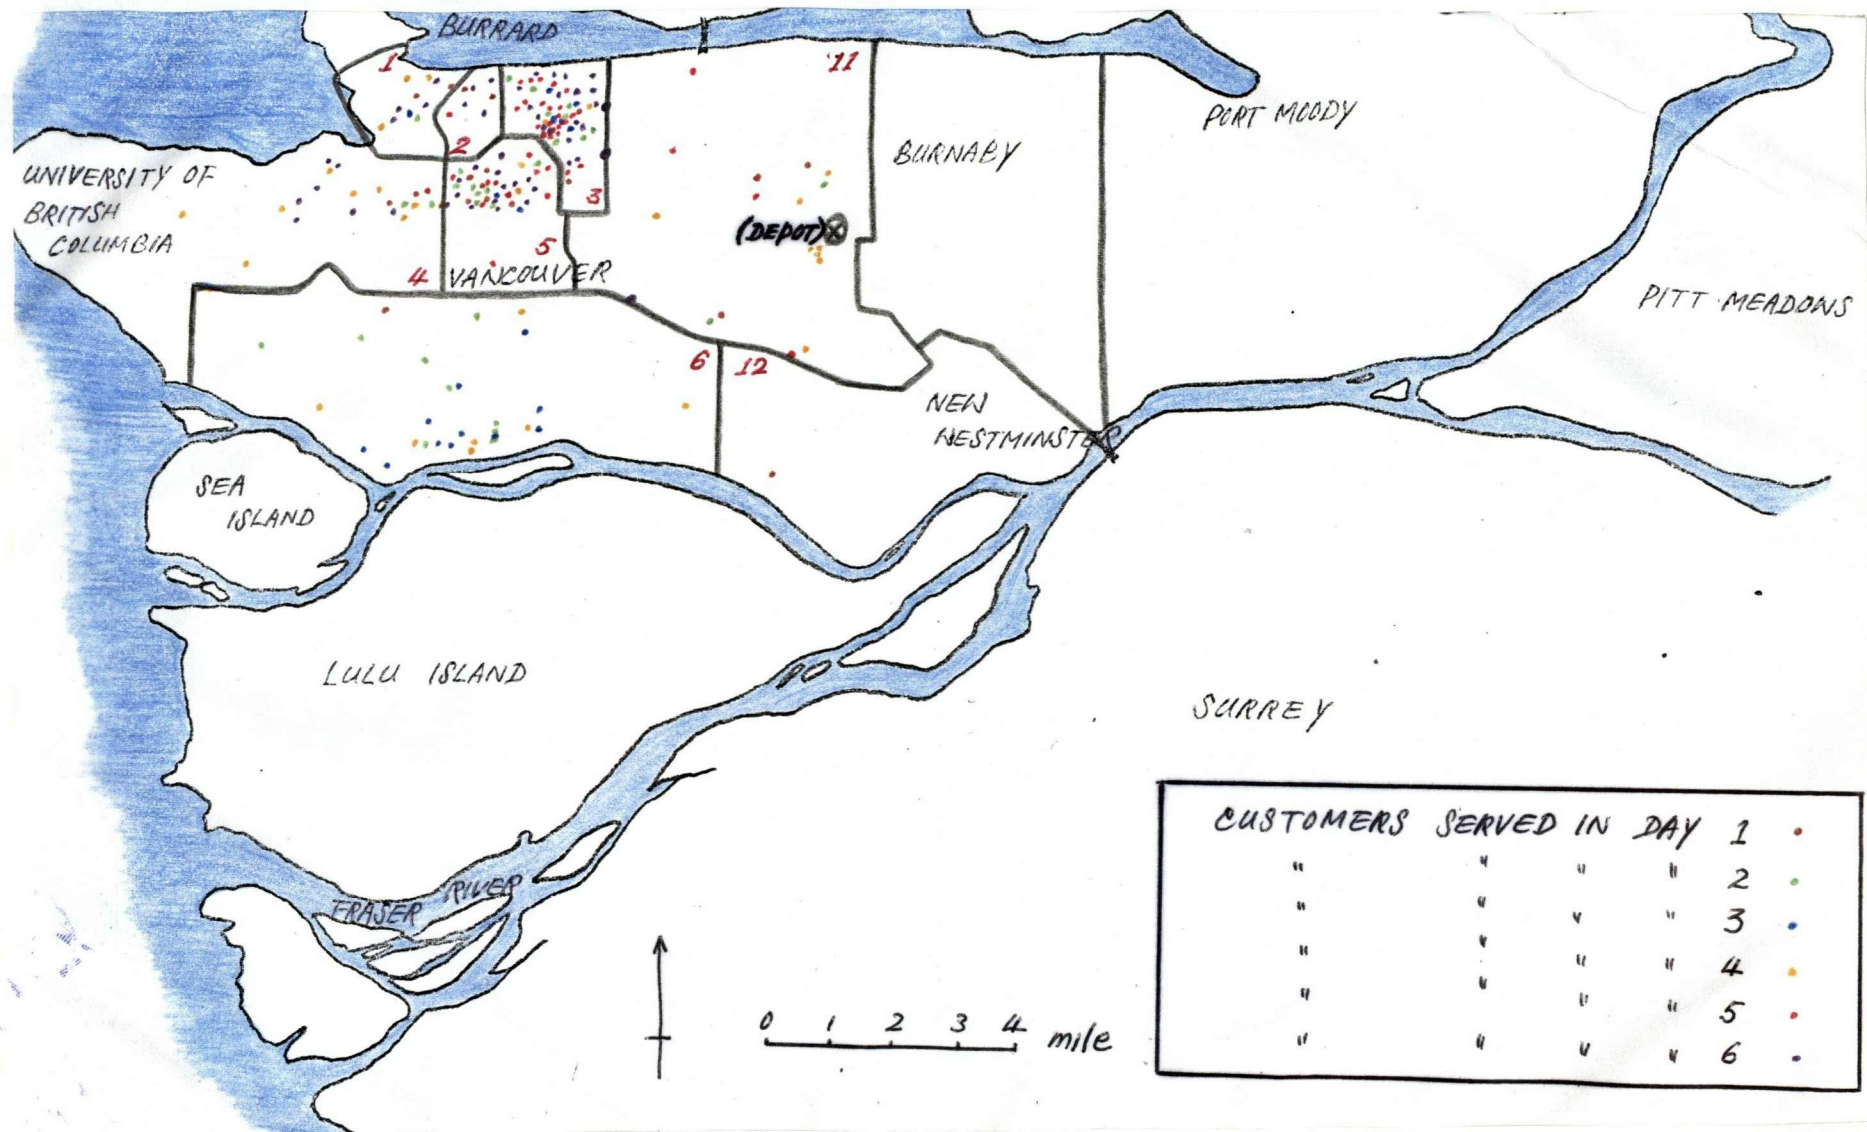 BURRARD
1
11
PORT MOODY
2
BURNABY
UNIVERSITY OF
BRITISH
COLUMBIA
3
(DEPOT)
5
4
VANCOUVER
PITT MEADOWS
6
12
NEW
WESTMINSTER
SEA
ISLAND
LULU ISLAND
SURREY
FRASER RIVER
0 1 2 3 4 mile
CUSTOMERS SERVED IN DAY 1
" " " " 2
" " " " 3
" " " " 4
" " " " 5
" " " " 6